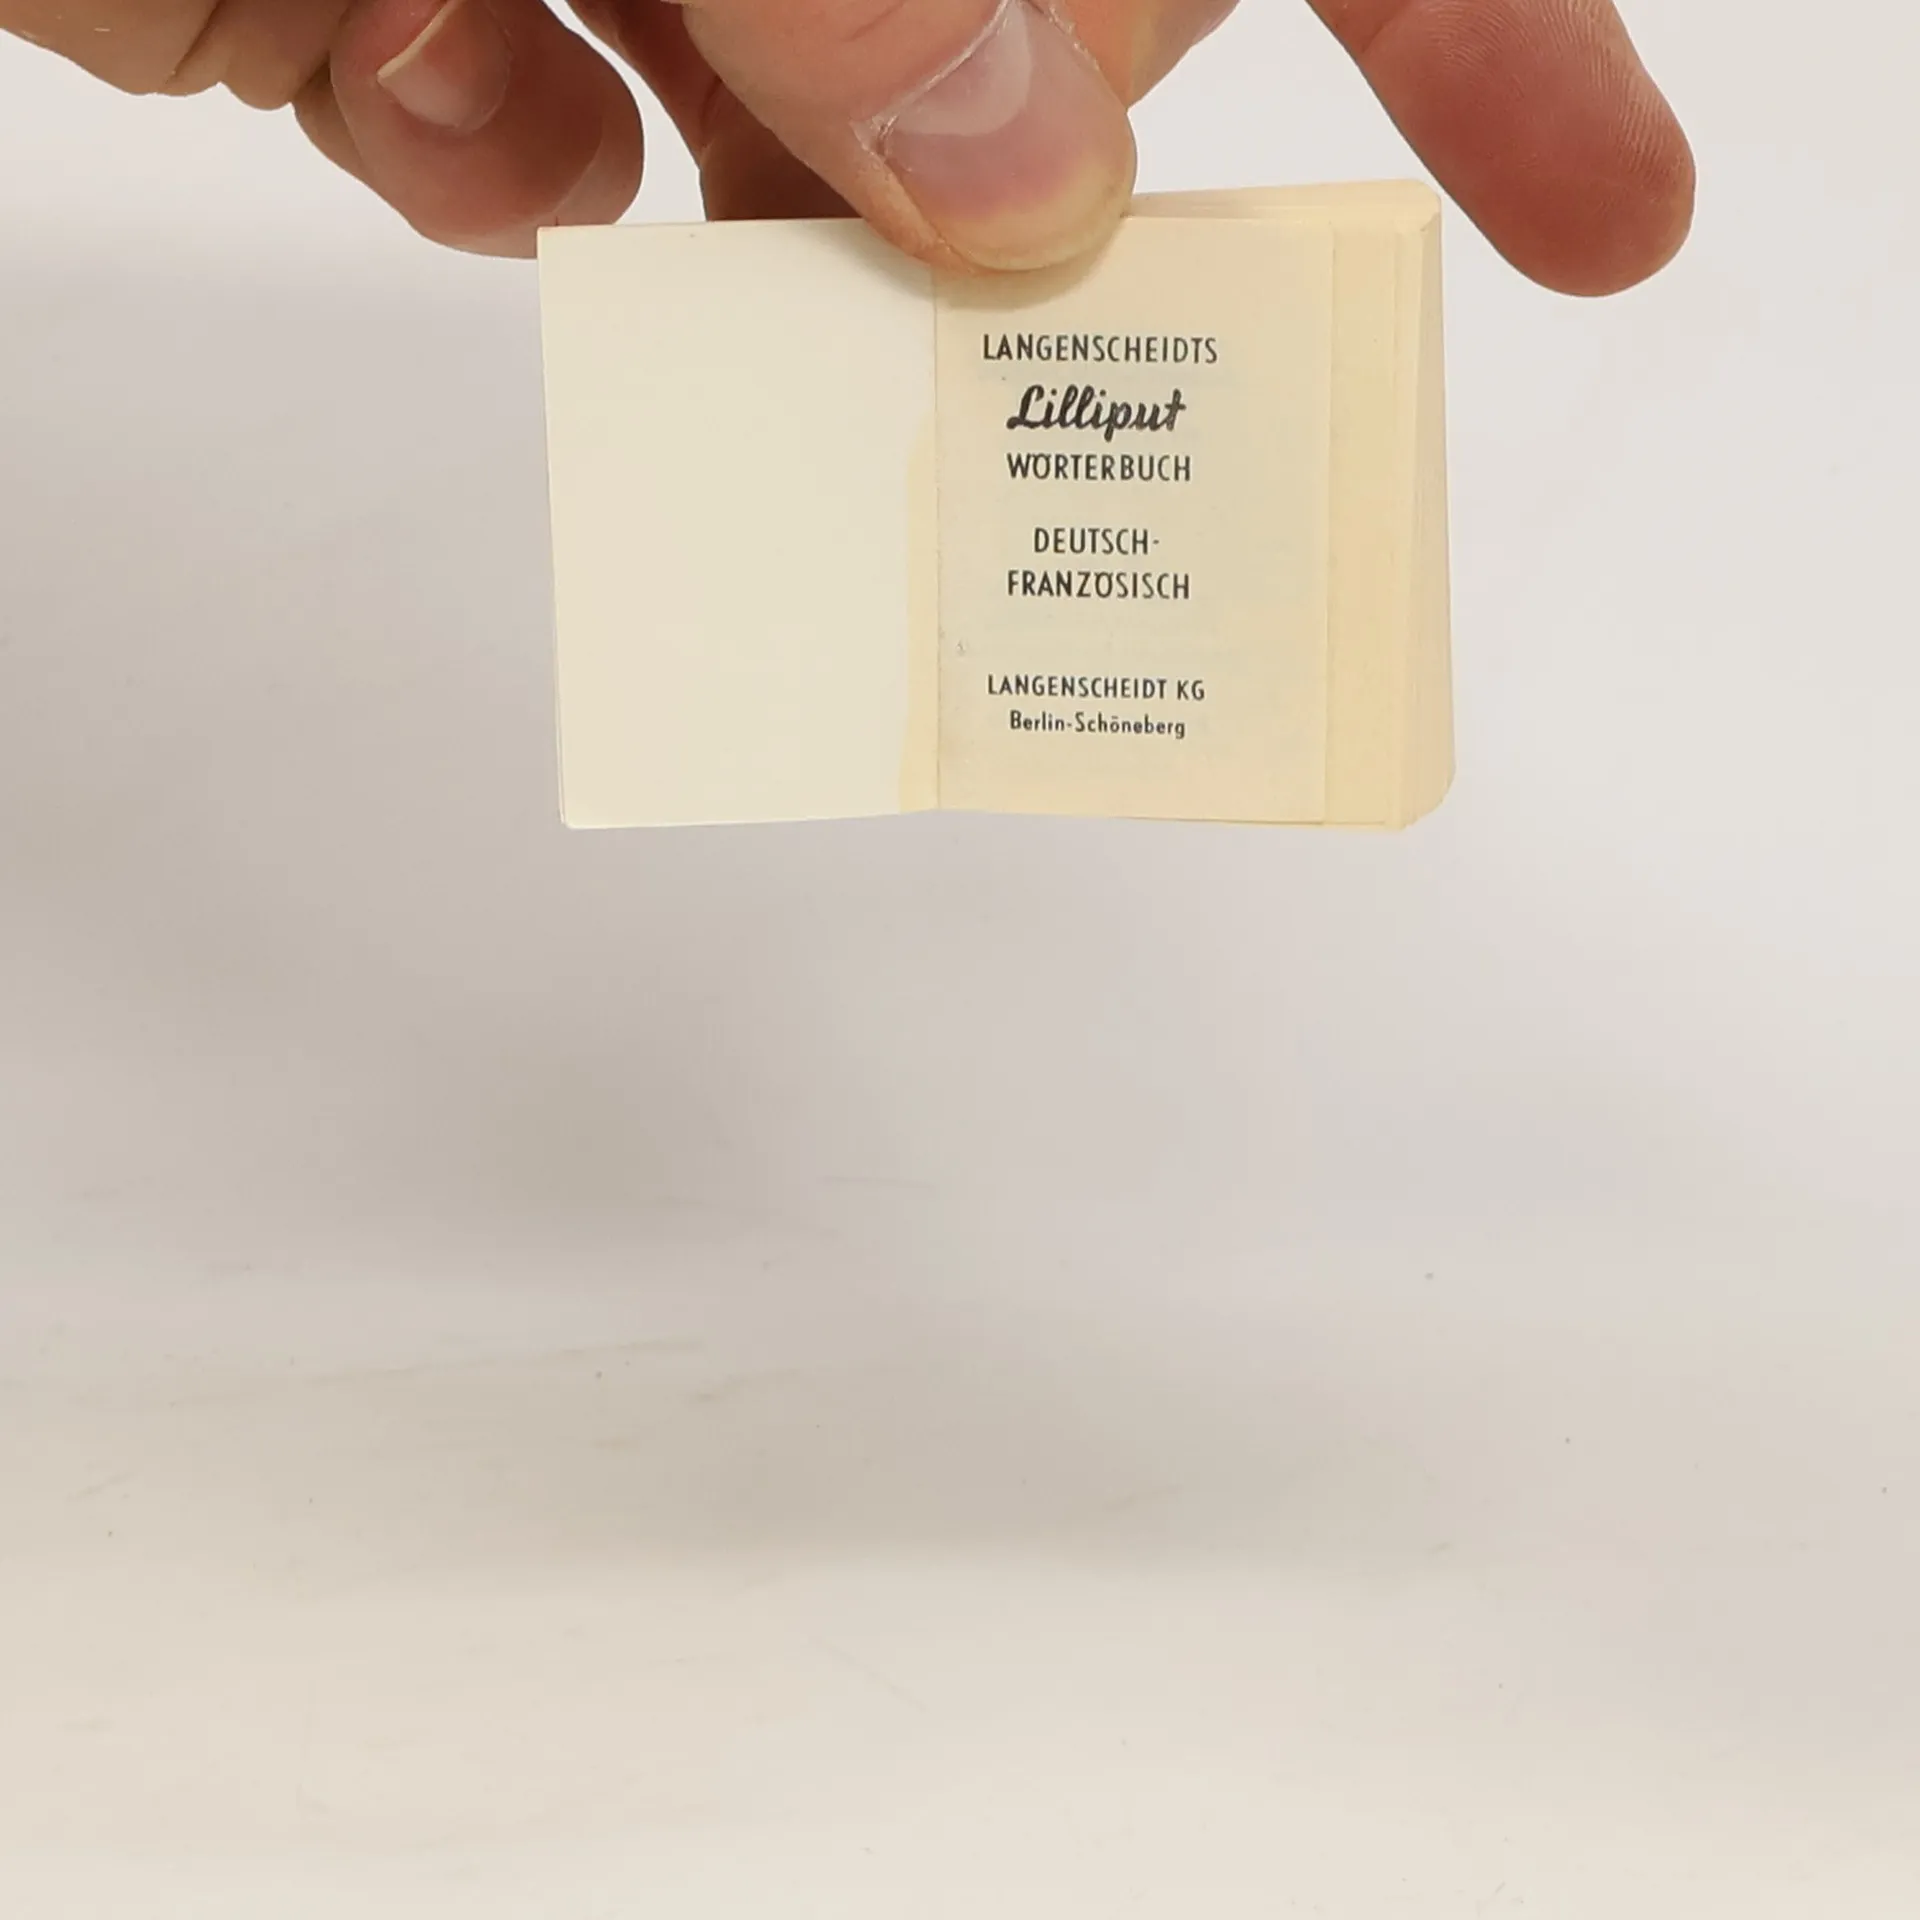 LANGENSCHEIDTS
Lilliput
WÖRTERBUCH
DEUTSCH-
FRANZÖSISCH
LANGENSCHEIDT KG
Berlin-Schöneberg